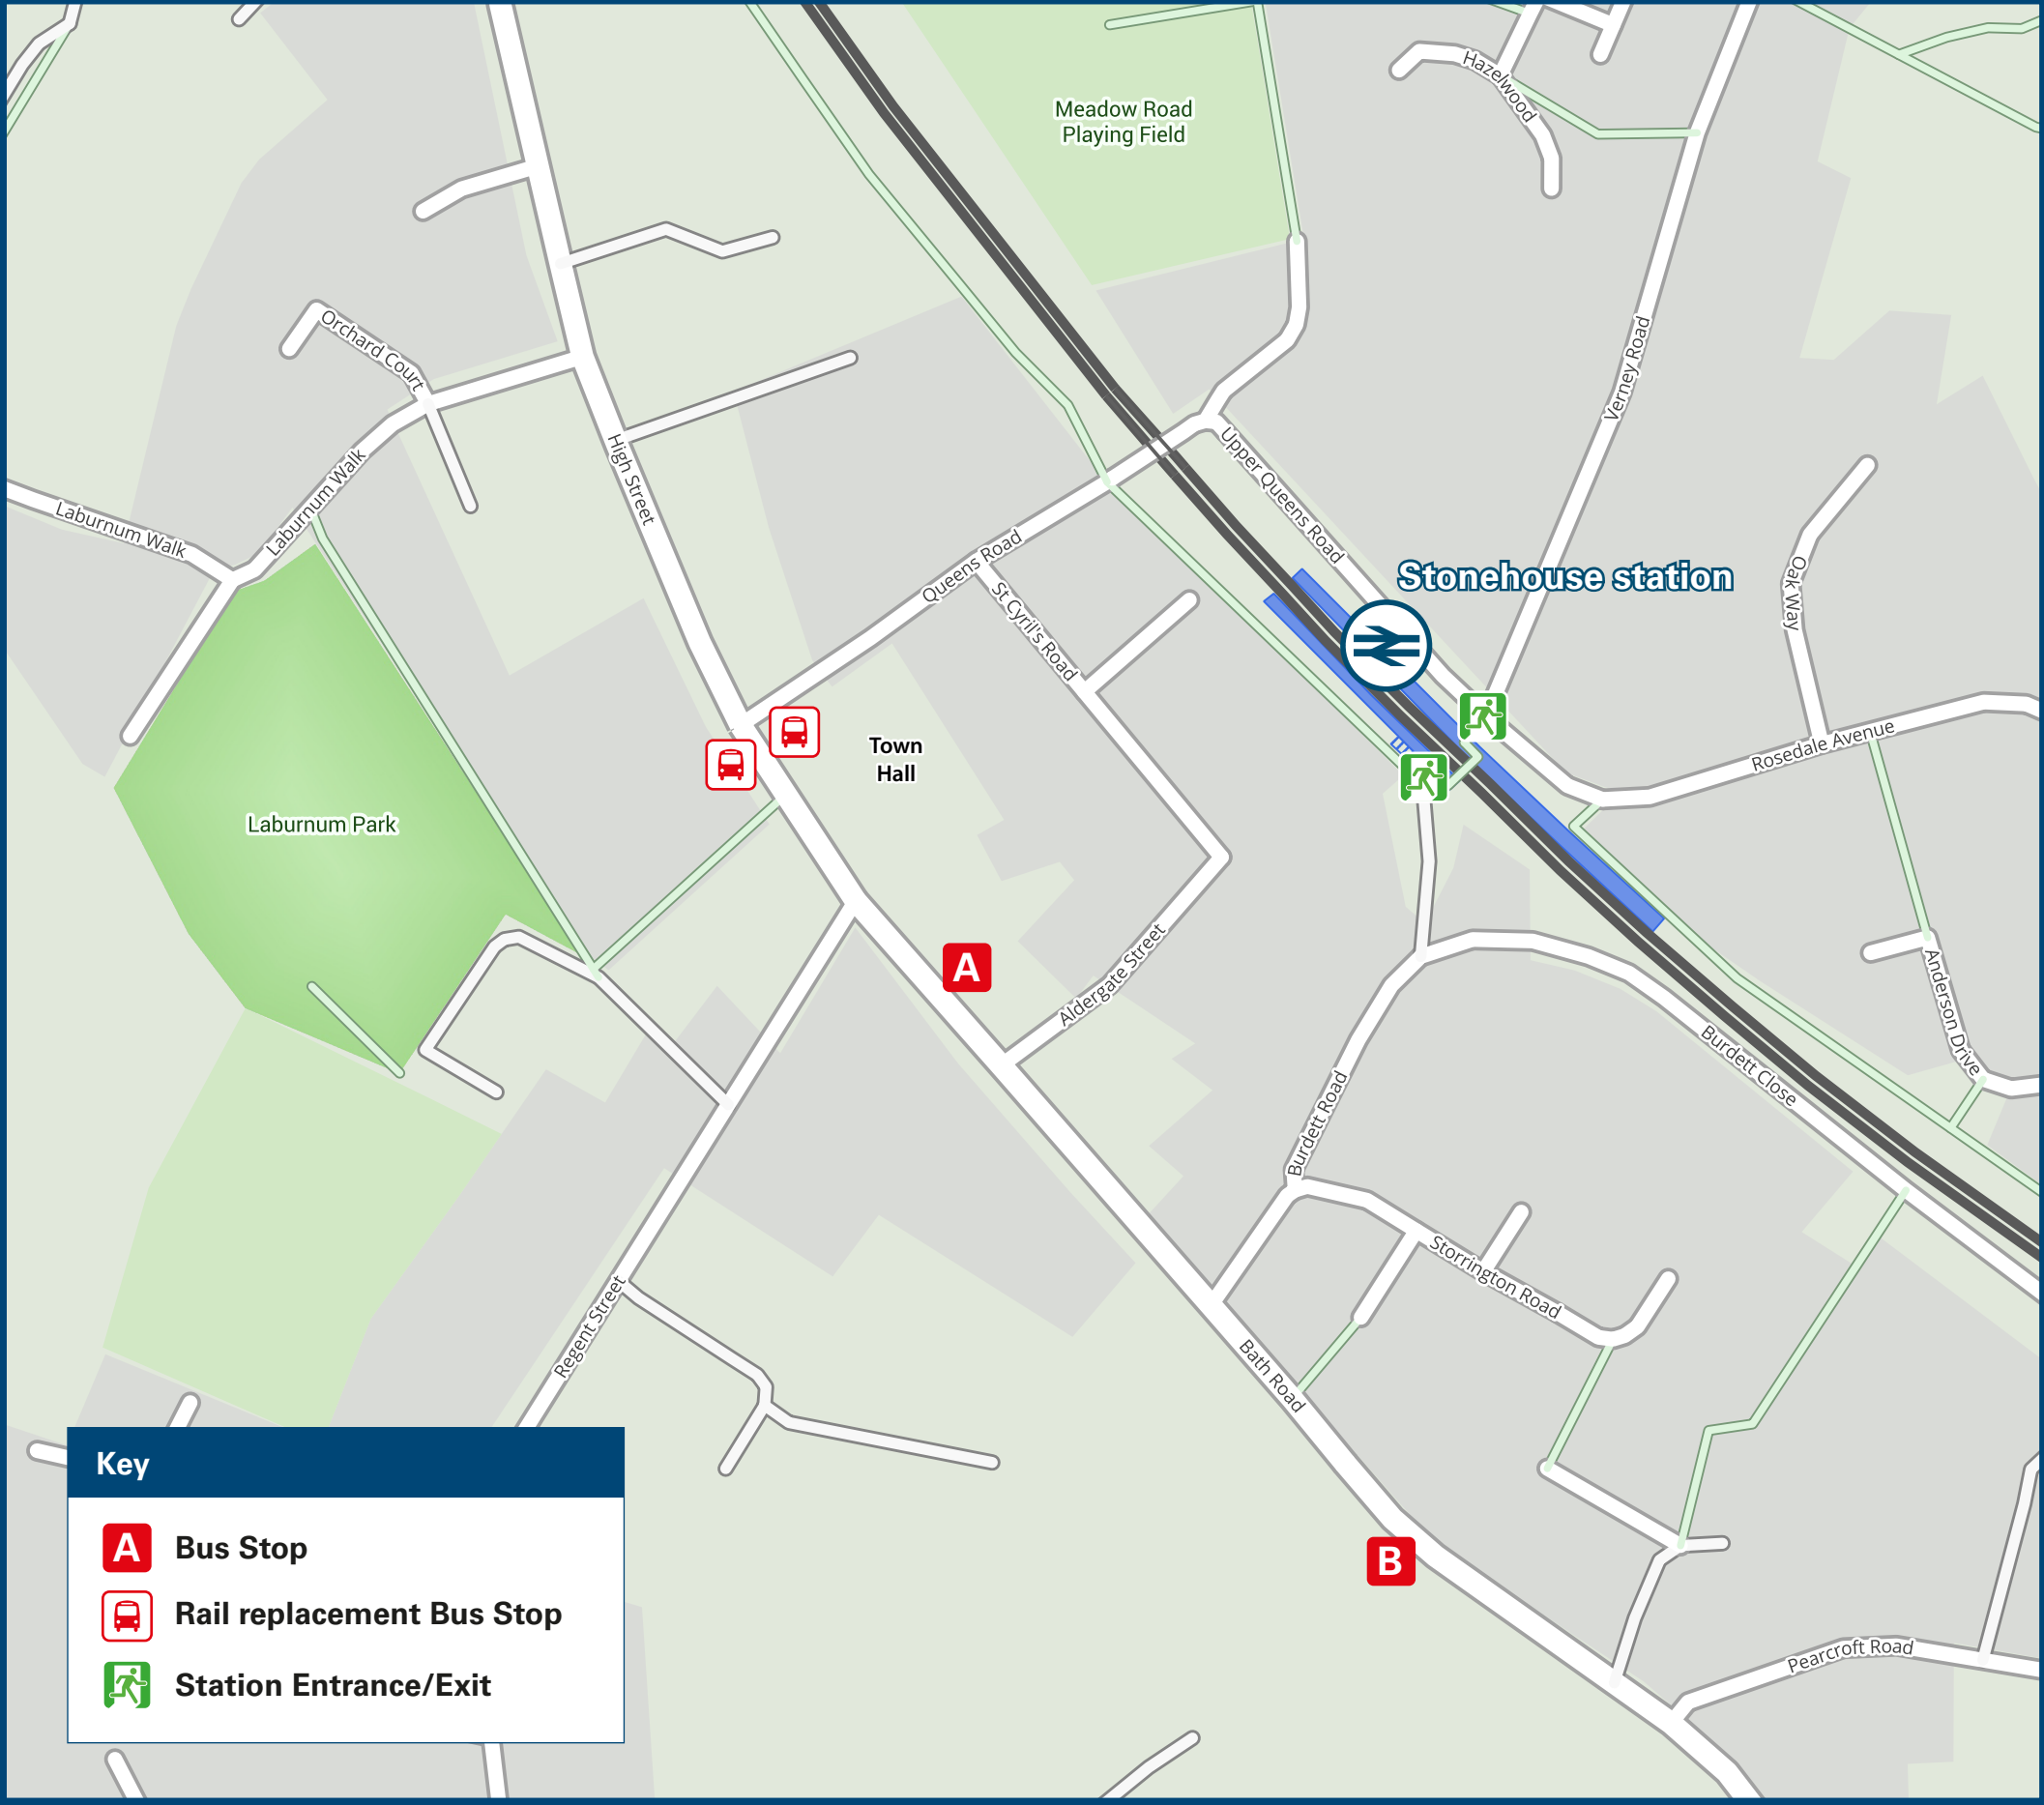 Meadow Road
Playing Field
Hazelwood
Orchard Court
Verney Road
High Street
Laburnum Walk
Laburnum Walk
Upper Queens Road
Queens Road
Stonehouse station
St Cyril's Road
Oak Way
Rosedale Avenue
Town
Hall
Laburnum Park
A
Aldergate Street
Anderson Drive
Burdett Close
Burdett Road
Storrington Road
Regent Street
Bath Road
B
Pearcroft Road
Key
A Bus Stop
Rail replacement Bus Stop
Station Entrance/Exit